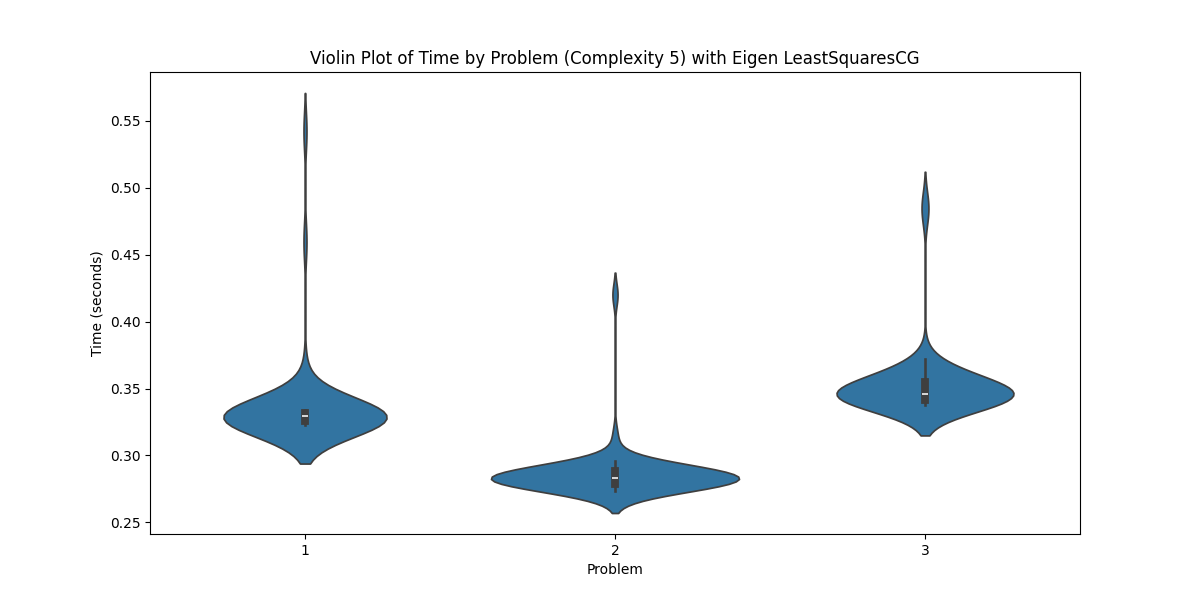 Violin Plot of Time by Problem (Complexity 5) with Eigen LeastSquaresCG
Time (seconds)
0.55
0.50
0.45
0.40
0.35
0.30
0.25
1 2 3
Problem